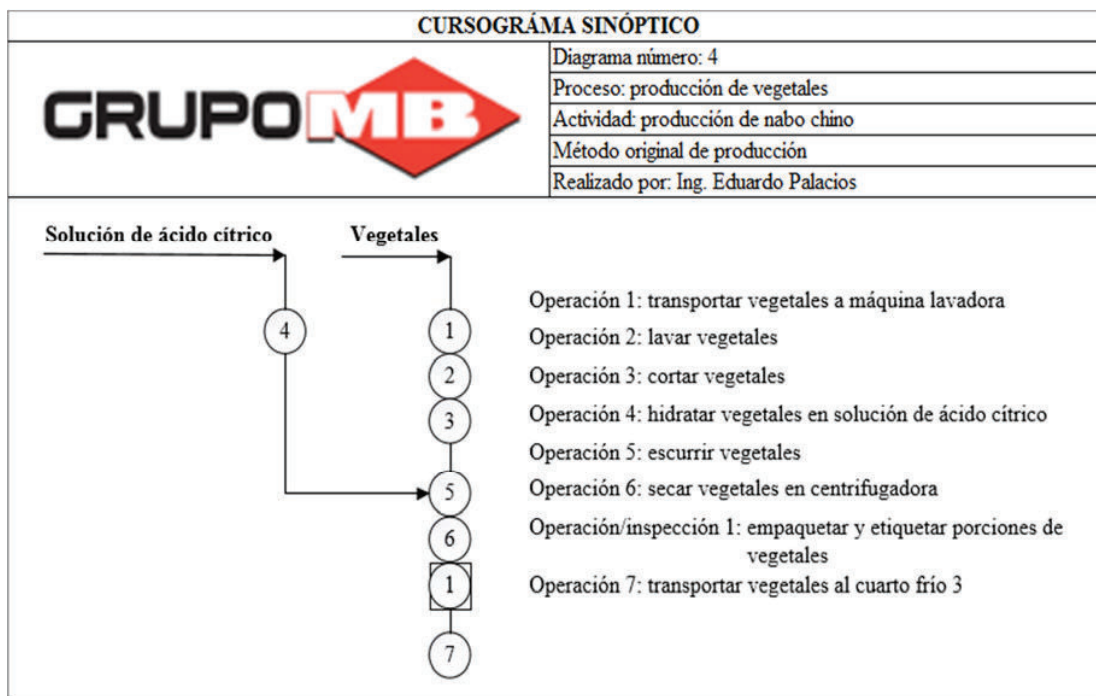 CURSOGRÁMA SINÓPTICO
GRUPO MB
Diagrama número: 4
Proceso: producción de vegetales
Actividad: producción de nabo chino
Método original de producción
Realizado por: Ing. Eduardo Palacios
Solución de ácido cítrico
Vegetales
4
1
2
3
5
6
1
7
Operación 1: transportar vegetales a máquina lavadora
Operación 2: lavar vegetales
Operación 3: cortar vegetales
Operación 4: hidratar vegetales en solución de ácido cítrico
Operación 5: escurrir vegetales
Operación 6: secar vegetales en centrifugadora
Operación/inspección 1: empaquetar y etiquetar porciones de
vegetales
Operación 7: transportar vegetales al cuarto frío 3